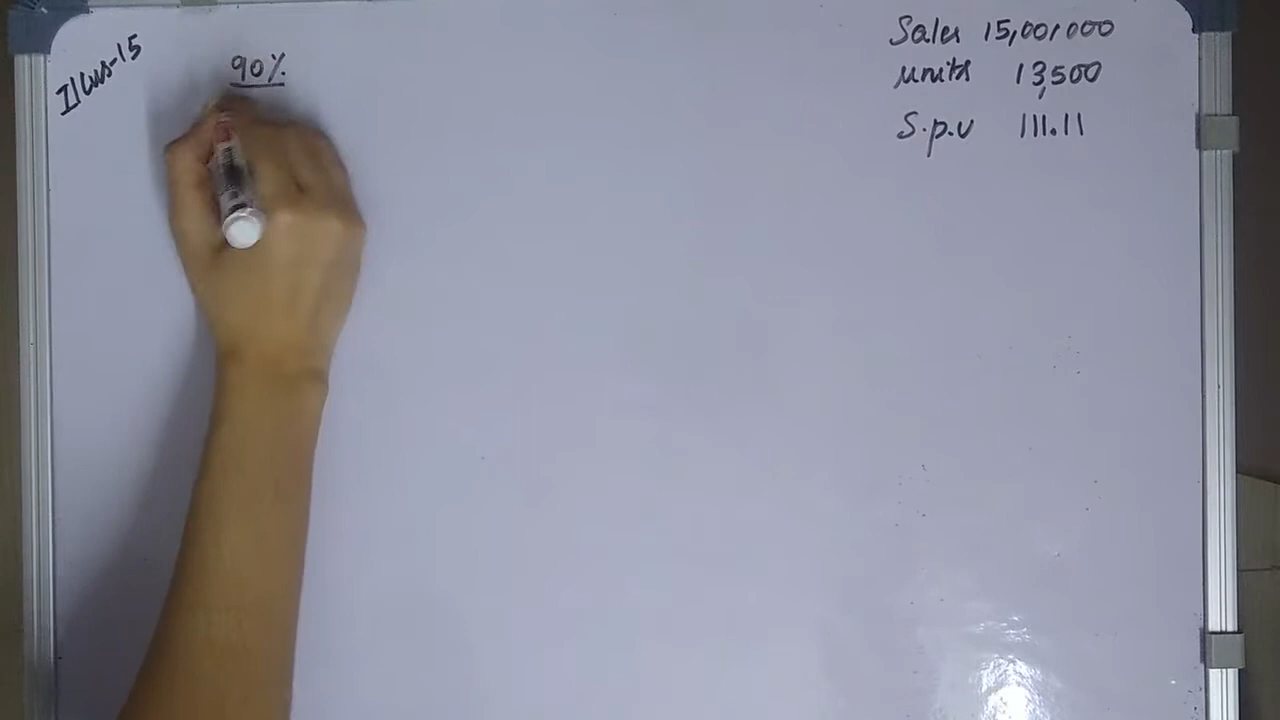 Illus-15
90%
Sales 15,00,000
units 13,500
S.p.u 111.11